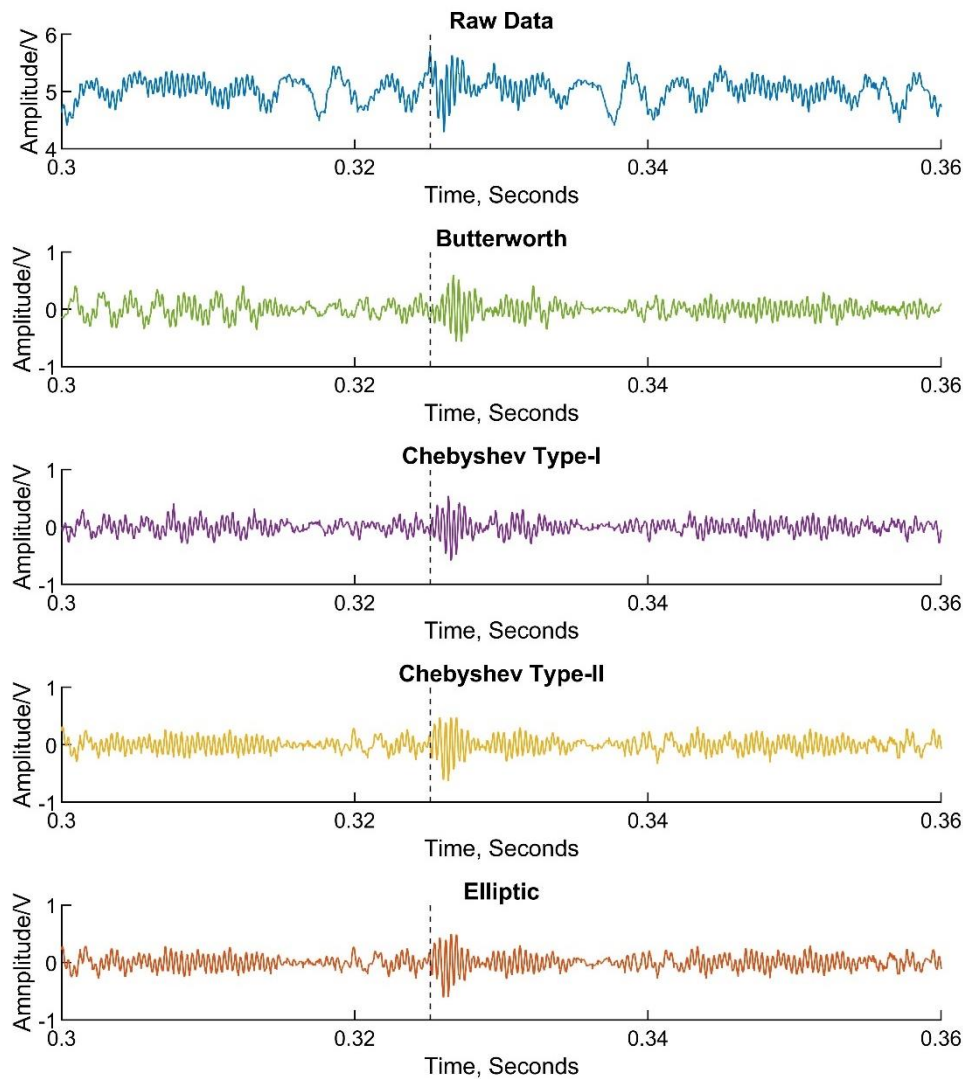 Raw Data
Amplitude/V
6
5
4
0.3 0.32 0.34 0.36
Time, Seconds
Butterworth
Amplitude/V
1
0
-1
0.3 0.32 0.34 0.36
Time, Seconds
Chebyshev Type-I
Amplitude/V
1
0
-1
0.3 0.32 0.34 0.36
Time, Seconds
Chebyshev Type-II
Amplitude/V
1
0
-1
0.3 0.32 0.34 0.36
Time, Seconds
Elliptic
Amnplitude/V
1
0
-1
0.3 0.32 0.34 0.36
Time, Seconds